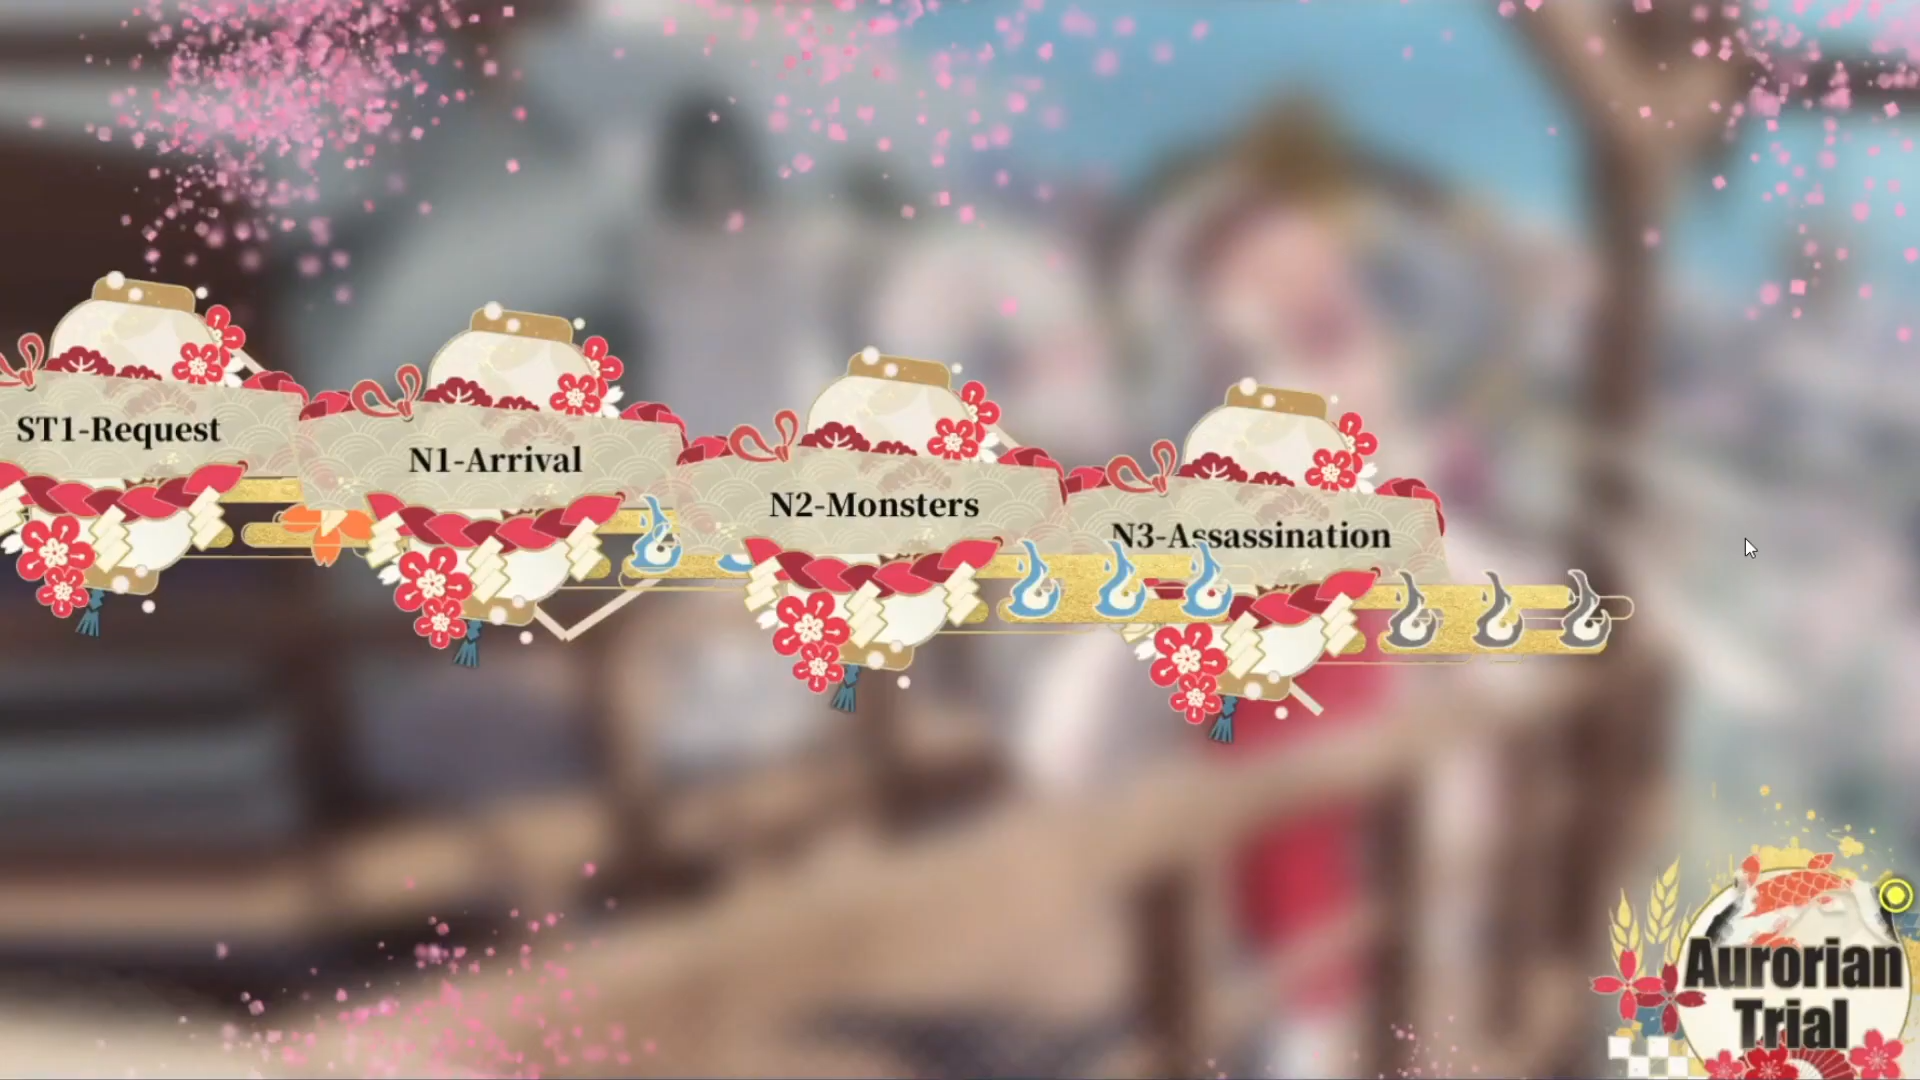 ST1-Request
N1-Arrival
N2-Monsters
N3-Assassination
Aurorian
Trial